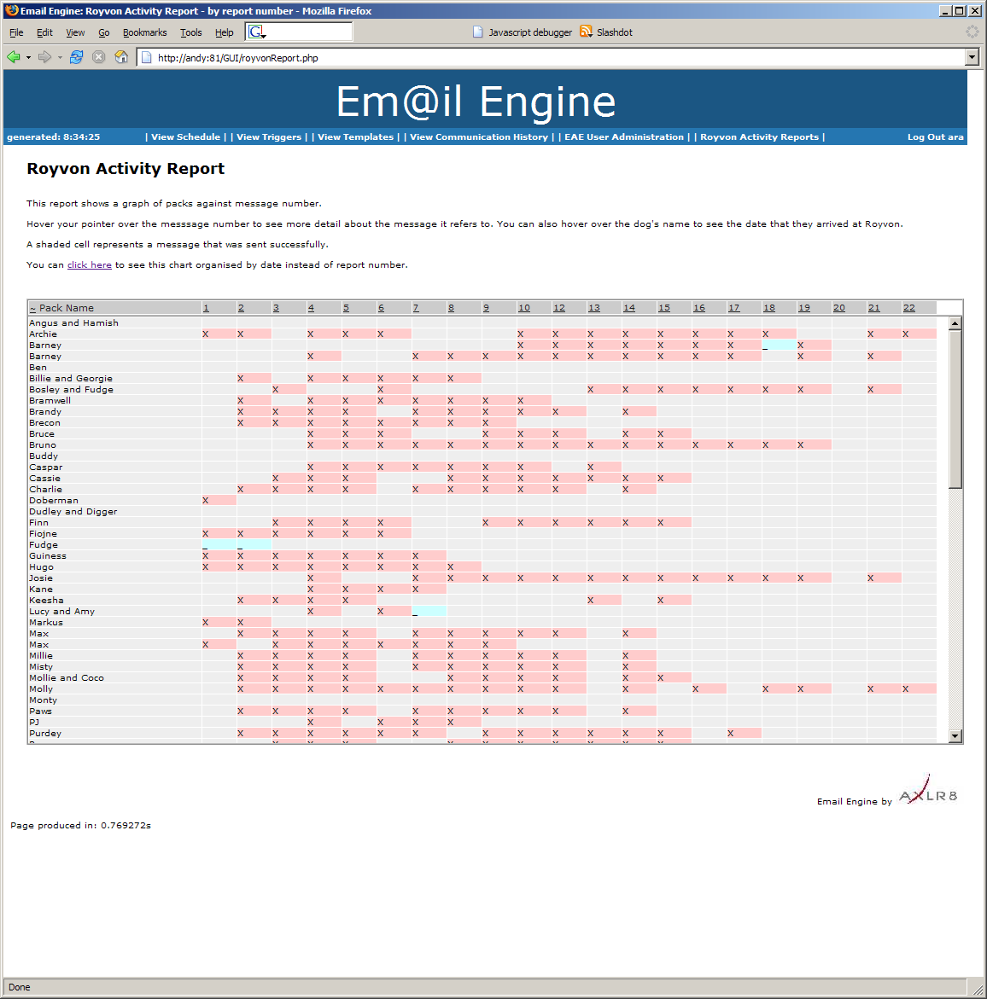 Email Engine: Royvon Activity Report - by report number - Mozilla Firefox
File Edit View Go Bookmarks Tools Help G Javascript debugger Slashdot
http://andy:81/GUI/royvonReport.php
Em@il Engine
generated: 8:34:25 | View Schedule | | View Triggers | | View Templates | | View Communication History | | EAE User Administration | | Royvon Activity Reports | Log Out ara
Royvon Activity Report
This report shows a graph of packs against message number.
Hover your pointer over the messsage number to see more detail about the message it refers to. You can also hover over the dog's name to see the date that they arrived at Royvon.
A shaded cell represents a message that was sent successfully.
You can click here to see this chart organised by date instead of report number.
~ Pack Name 1 2 3 4 5 6 7 8 9 10 12 13 14 15 16 17 18 19 20 21 22
Angus and Hamish
Archie X X X X X X X X X X X X X X X
Barney X X X X X X X _ X
Barney X X X X X X X X X X X X X
Ben
Billie and Georgie X X X X X X
Bosley and Fudge X X X X X X X X X X
Bramwell X X X X X X X X
Brandy X X X X X X X X X X
Brecon X X X X X X X X
Bruce X X X X X X X X
Bruno X X X X X X X X X X X X X X X
Buddy
Caspar X X X X X X X X
Cassie X X X X X X X X X X
Charlie X X X X X X X X X X
Doberman X
Dudley and Digger
Finn X X X X X X X X X X
Fiojne X X X X X X
Fudge _ _
Guiness X X X X X X X
Hugo X X X X X X X X
Josie X X X X X X X X X X X X X X
Kane X X X X
Keesha X X X X X X
Lucy and Amy X X _
Markus X X
Max X X X X X X X X X X
Max X X X X X X X X
Millie X X X X X X X X X X
Misty X X X X X X X X X X
Mollie and Coco X X X X X X X X X X
Molly X X X X X X X X X X X X X X X X
Monty
Paws X X X X X X X X X X
PJ X X X X
Purdey X X X X X X X X X X X X X
Email Engine by AXLR8
Page produced in: 0.769272s
Done